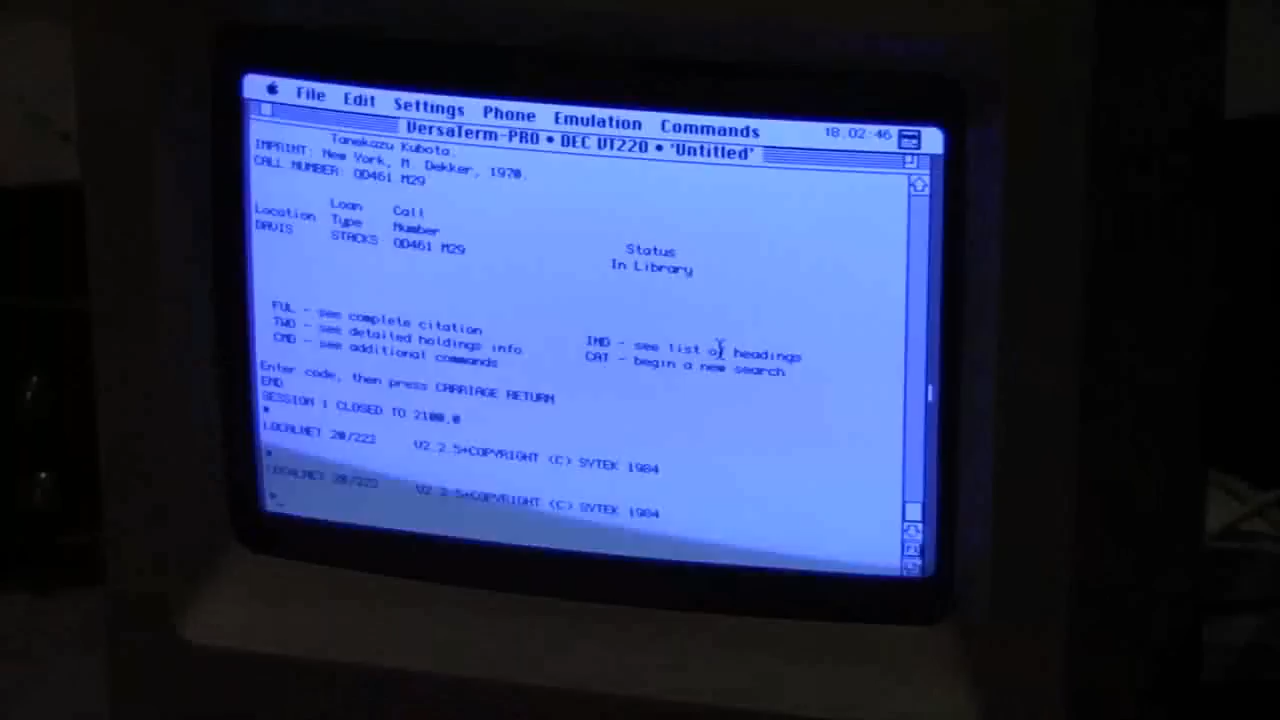 File Edit Settings Phone Emulation Commands 18:02:46
VersaTerm-PRO • DEC VT220 • 'Untitled'
Tanekazu Kubota.
IMPRINT: New York, M. Dekker, 1970.
CALL NUMBER: QD461 M29
Loan Call
Location Type Number Status
DAVIS STACKS QD461 M29 In Library
FUL - see complete citation IND - see list of headings
TWO - see detailed holdings info CAT - begin a new search
CMD - see additional commands
Enter code, then press CARRIAGE RETURN
END
SESSION 1 CLOSED TO 2100,0
*
LOCALNET 20/222 V2.2.5+COPYRIGHT (C) SYTEK 1984
*
LOCALNET 20/222 V2.2.5+COPYRIGHT (C) SYTEK 1984
*_